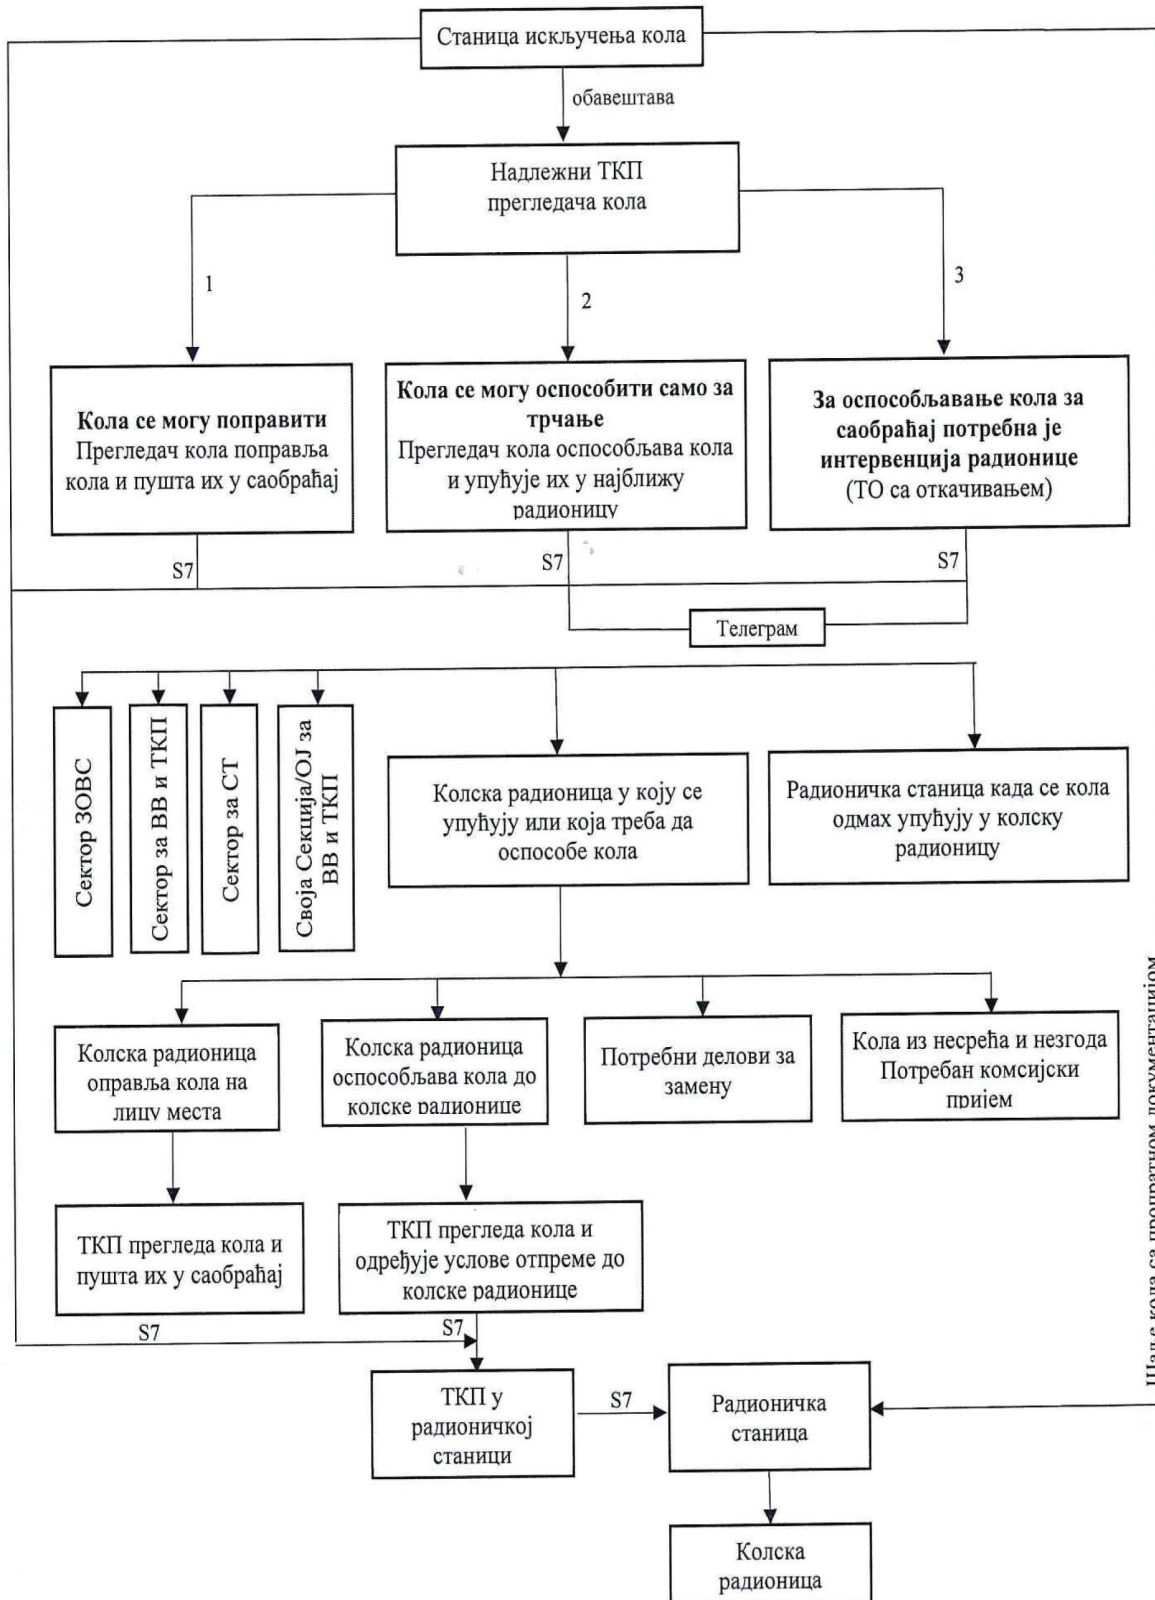 Станица искључења кола
обавештава
Надлежни ТКП
прегледача кола
1
2
3
Кола се могу поправити
Прегледач кола поправља
кола и пушта их у саобраћај
Кола се могу оспособити само за
трчање
Прегледач кола оспособљава кола
и упућује их у најближу
радионицу
За оспособљавање кола за
саобраћај потребна је
интервенција радионице
(ТО са откачивањем)
S7
S7
S7
Телеграм
Сектор ЗОВС
Сектор за ВВ и ТКП
Сектор за СТ
Своја Секција/ОЈ за
ВВ и ТКП
Колска радионица у коју се
упућују или која треба да
оспособе кола
Радионичка станица када се кола
одмах упућују у колску
радионицу
Колска радионица
оправља кола на
лицу места
Колска радионица
оспособљава кола до
колске радионице
Потребни делови за
замену
Кола из несрећа и незгода
Потребан комсијски
пријем
ТКП прегледа кола и
пушта их у саобраћај
ТКП прегледа кола и
одређује услове отпреме до
колске радионице
S7
S7
ТКП у
радионичкој
станици
S7
Радионичка
станица
Колска
радионица
Шаље кола са пропратном документацијом